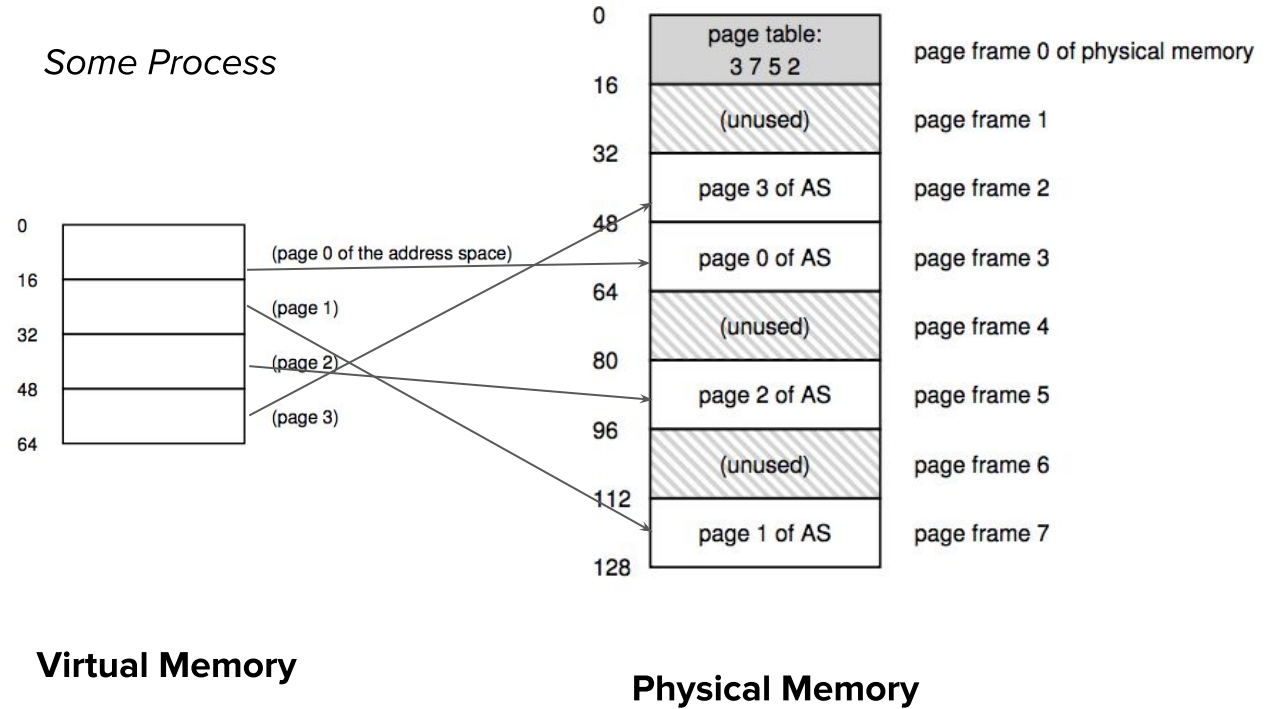 Some Process
0
16
32
48
64
(page 0 of the address space)
(page 1)
(page 2)
(page 3)
Virtual Memory
0
page table:
3 7 5 2
page frame 0 of physical memory
16
(unused)
page frame 1
32
page 3 of AS
page frame 2
48
page 0 of AS
page frame 3
64
(unused)
page frame 4
80
page 2 of AS
page frame 5
96
(unused)
page frame 6
112
page 1 of AS
page frame 7
128
Physical Memory